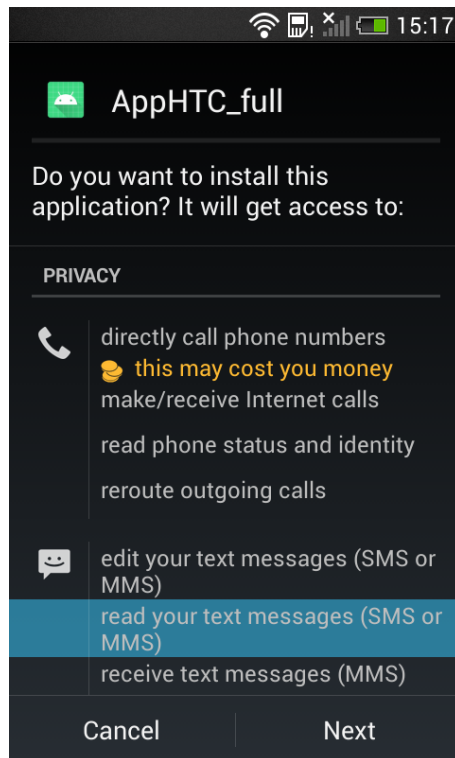 15:17
AppHTC_full
Do you want to install this
application? It will get access to:
PRIVACY
directly call phone numbers
this may cost you money
make/receive Internet calls
read phone status and identity
reroute outgoing calls
edit your text messages (SMS or
MMS)
read your text messages (SMS or
MMS)
receive text messages (MMS)
Cancel
Next